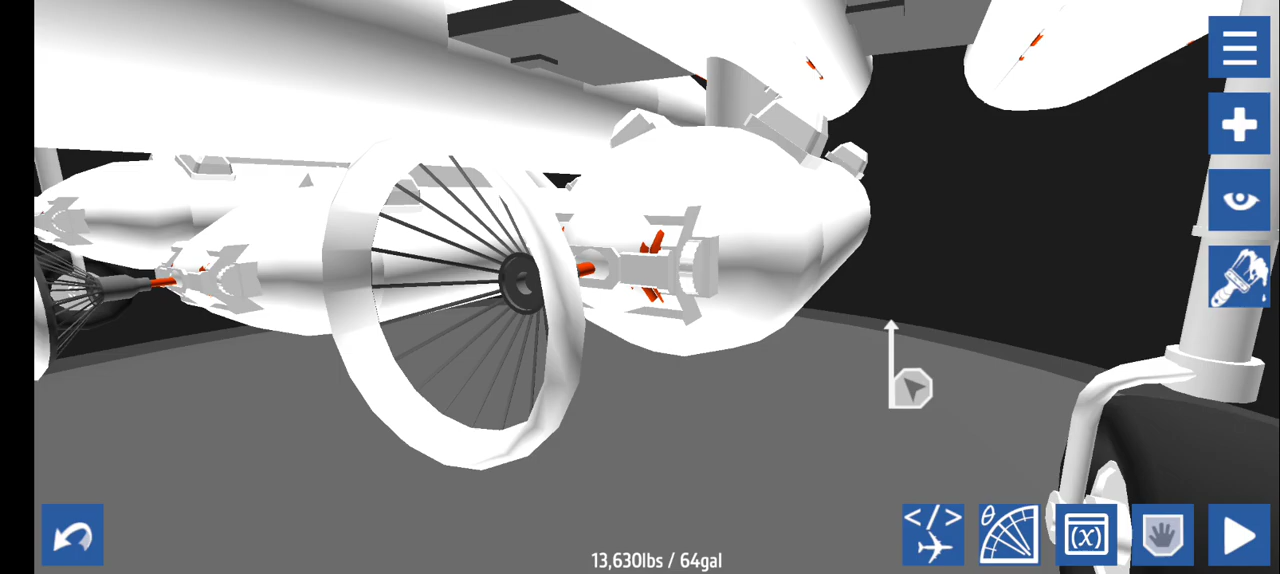 </>
θ
(x)
13,630lbs / 64gal